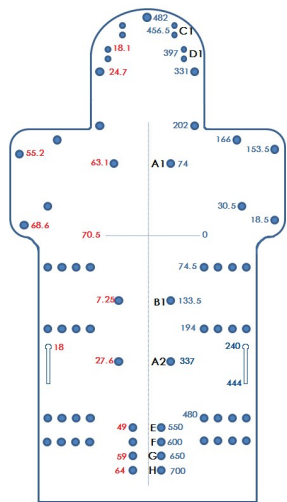 482
456.5 C1
18.1 397 D1
24.7 331
202
166
55.2 153.5
63.1 A1 74
30.5
68.6 18.5
70.5 0
74.5
7.25 B1 133.5
194
18 240
27.6 A2 337
444
480
49 E 550
F 600
59 G 650
64 H 700